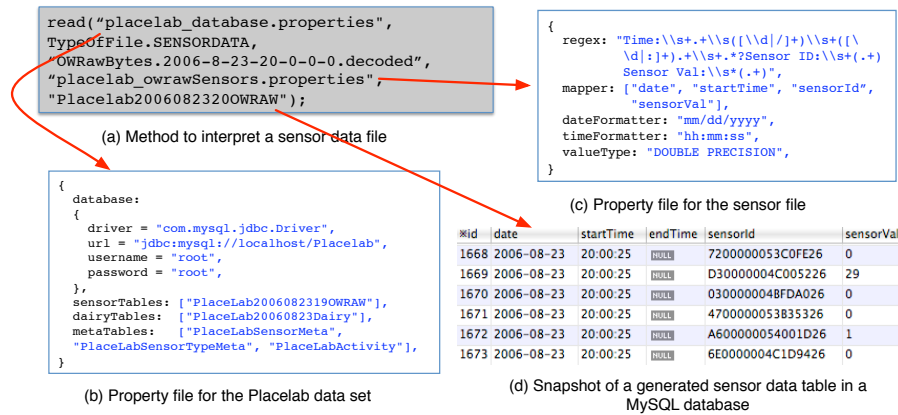 read(“placelab_database.properties",
TypeOfFile.SENSORDATA,
“OWRawBytes.2006-8-23-20-0-0-0.decoded”,
“placelab_owrawSensors.properties",
"Placelab2006082320OWRAW");
(a) Method to interpret a sensor data file
{
database:
{
driver = "com.mysql.jdbc.Driver",
url = "jdbc:mysql://localhost/Placelab",
username = "root",
password = "root",
},
sensorTables: ["PlaceLab2006082319OWRAW"],
dairyTables: ["PlaceLab20060823Dairy"],
metaTables: ["PlaceLabSensorMeta",
"PlaceLabSensorTypeMeta", "PlaceLabActivity"],
}
(b) Property file for the Placelab data set
{
regex: "Time:\\s+.+\\s([\\d|/]+)\\s+([\
\d|:]+).+\\s+.*?Sensor ID:\\s+(.+)
Sensor Val:\\s*(.+)",
mapper: ["date", "startTime", "sensorId”,
"sensorVal"],
dateFormatter: "mm/dd/yyyy",
timeFormatter: "hh:mm:ss",
valueType: "DOUBLE PRECISION",
}
(c) Property file for the sensor file
※id date startTime endTime sensorId sensorVal
1668 2006-08-23 20:00:25 NULL 7200000053C0FE26 0
1669 2006-08-23 20:00:25 NULL D30000004C005226 29
1670 2006-08-23 20:00:25 NULL 030000004BFDA026 0
1671 2006-08-23 20:00:25 NULL 4700000053B35326 0
1672 2006-08-23 20:00:25 NULL A600000054001D26 1
1673 2006-08-23 20:00:25 NULL 6E0000004C1D9426 0
(d) Snapshot of a generated sensor data table in a
MySQL database